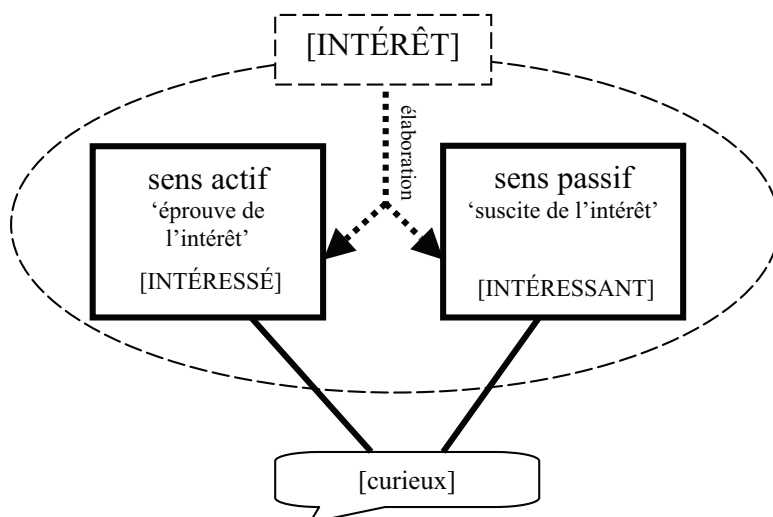 [INTÉRÊT]
élaboration
sens actif
‘éprouve de
l’intérêt’
[INTÉRESSÉ]
sens passif
‘suscite de l’intérêt’
[INTÉRESSANT]
[curieux]